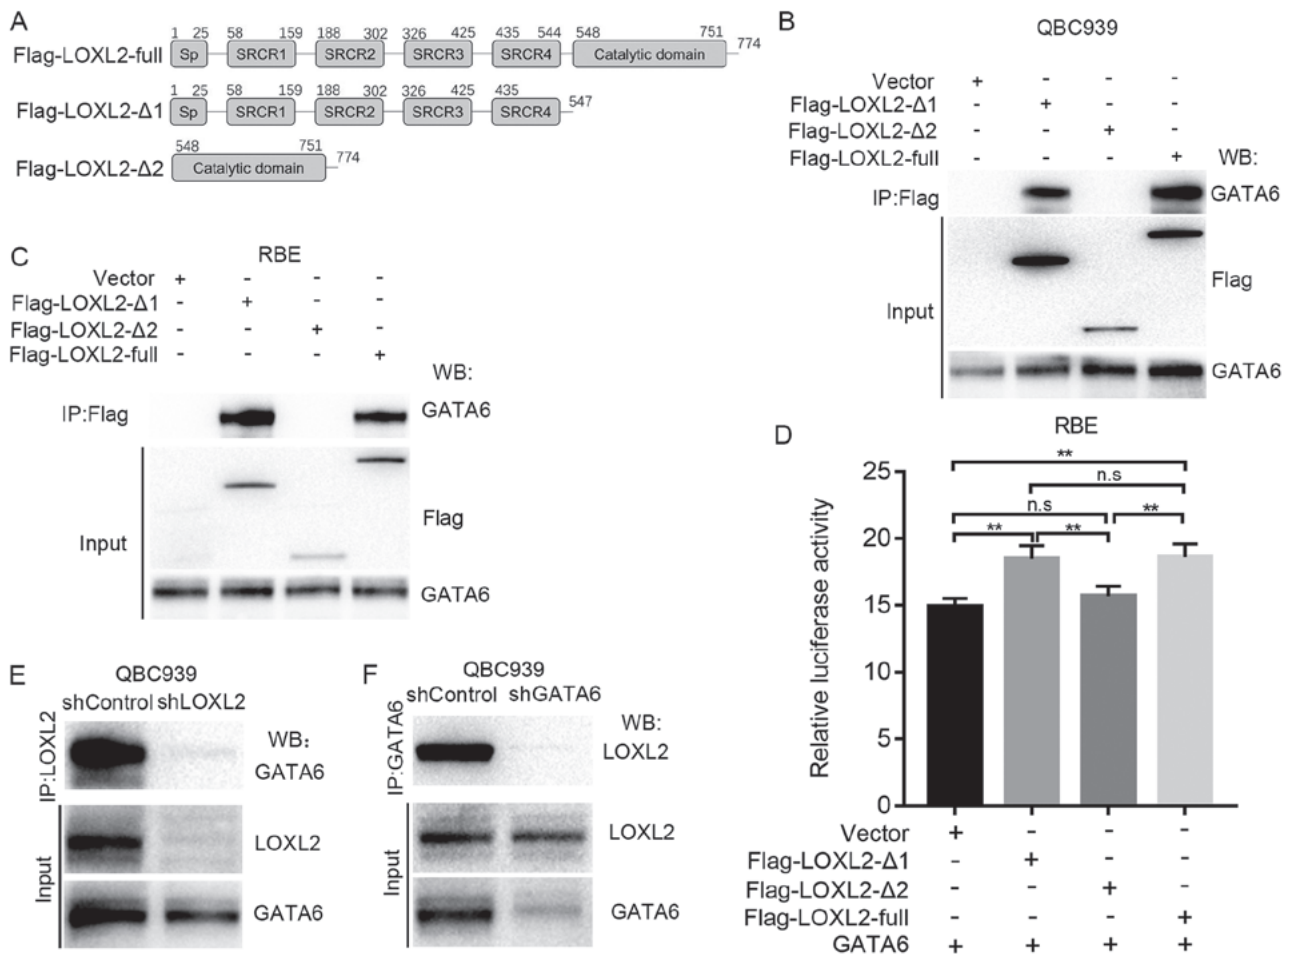 A
1 25 58 159 188 302 326 425 435 544 548 751
Flag-LOXL2-full Sp SRCR1 SRCR2 SRCR3 SRCR4 Catalytic domain 774
1 25 58 159 188 302 326 425 435
Flag-LOXL2-Δ1 Sp SRCR1 SRCR2 SRCR3 SRCR4 547
548 751
Flag-LOXL2-Δ2 Catalytic domain 774
B
QBC939
Vector + - - -
Flag-LOXL2-Δ1 - + - -
Flag-LOXL2-Δ2 - - + -
Flag-LOXL2-full - - - + WB:
IP:Flag GATA6
Flag
Input
GATA6
C
RBE
Vector + - - -
Flag-LOXL2-Δ1 - + - -
Flag-LOXL2-Δ2 - - + -
Flag-LOXL2-full - - - +
WB:
IP:Flag GATA6
Flag
Input
GATA6
D
RBE
Relative luciferase activity
25
20
15
10
5
0
**
n.s
n.s
**
** **
Vector + - - -
Flag-LOXL2-Δ1 - + - -
Flag-LOXL2-Δ2 - - + -
Flag-LOXL2-full - - - +
GATA6 + + + +
E
QBC939
shControl shLOXL2
IP:LOXL2
WB:
GATA6
Input
LOXL2
GATA6
F
QBC939
shControl shGATA6
IP:GATA6
WB:
LOXL2
Input
LOXL2
GATA6